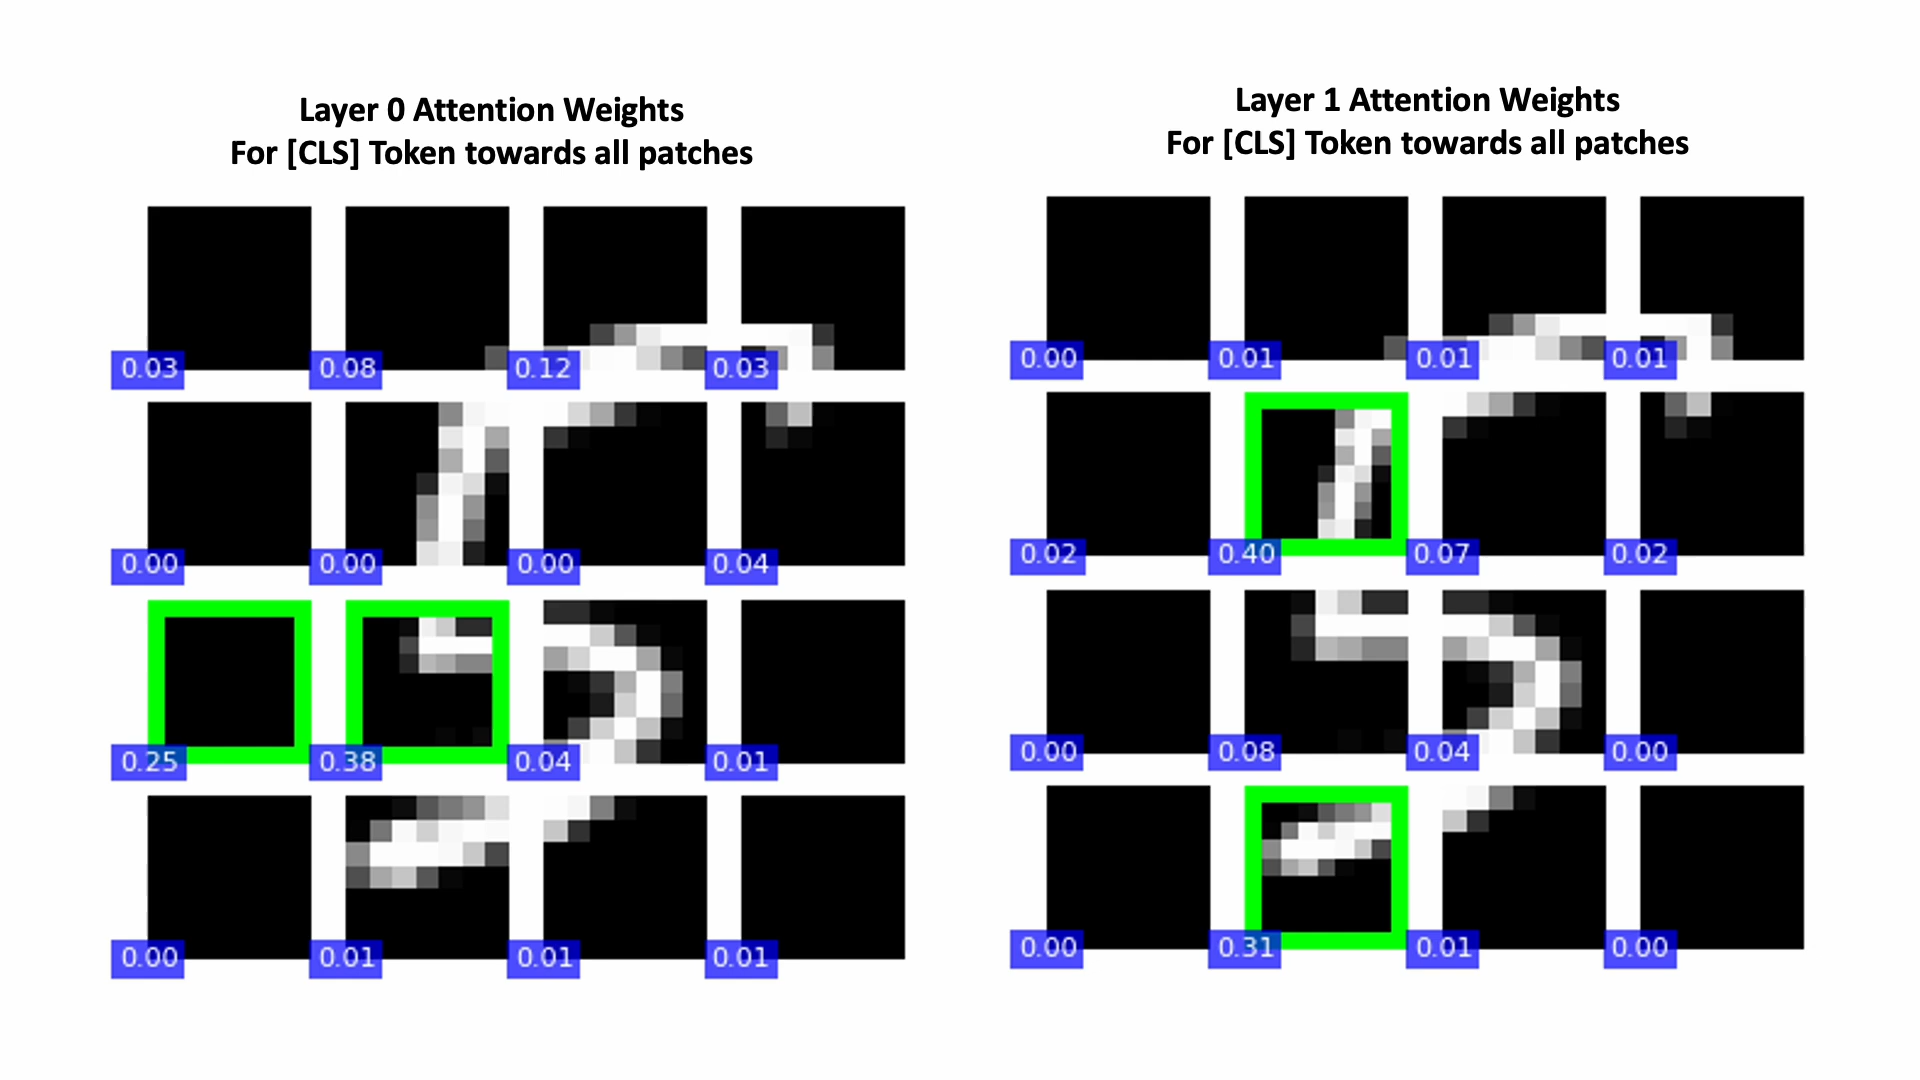 Layer 0 Attention Weights
For [CLS] Token towards all patches
0.03 0.08 0.12 0.03
0.00 0.00 0.00 0.04
0.25 0.38 0.04 0.01
0.00 0.01 0.01 0.01
Layer 1 Attention Weights
For [CLS] Token towards all patches
0.00 0.01 0.01 0.01
0.02 0.40 0.07 0.02
0.00 0.08 0.04 0.00
0.00 0.31 0.01 0.00